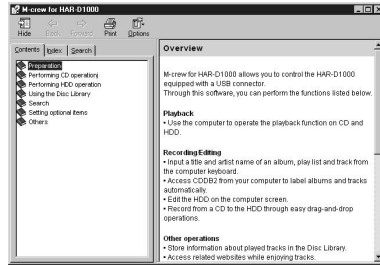 M-crew for HAR-D1000
Hide
Back
Forward
Print
Options
Contents
Index
Search
Preparation
Performing CD operationj
Performing HDD operation
Using the Disc Library
Search
Setting optional items
Others
Overview
M-crew for HAR-D1000 allows you to control the HAR-D1000
equipped with a USB connector.
Through this software, you can perform the functions listed below.
Playback
• Use the computer to operate the playback function on CD and
HDD.
Recording/Editing
• Input a title and artist name of an album, play list and track from
the computer keyboard.
• Access CDDB2 from your computer to label albums and tracks
automatically.
• Edit the HDD on the computer screen.
• Record from a CD to the HDD through easy drag-and-drop
operations.
Other operations
• Store information about played tracks in the Disc Library.
• Access related websites while enjoying tracks.